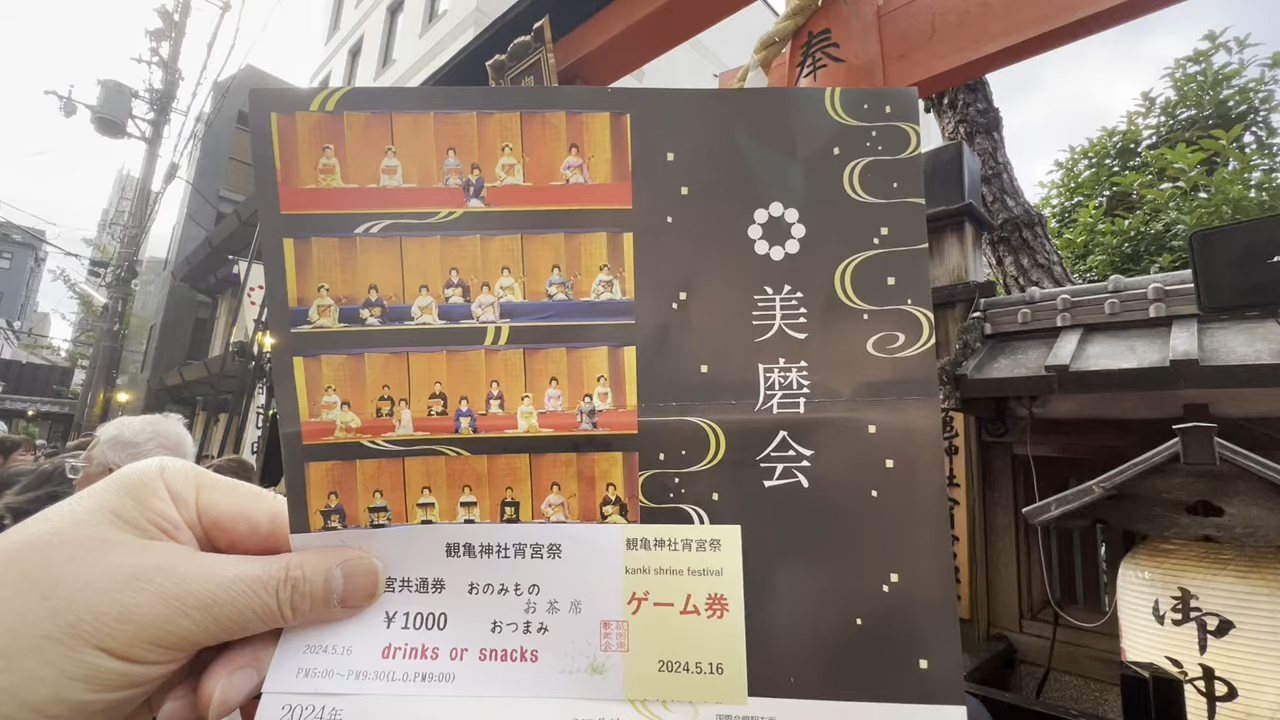 奉
美磨会
観亀神社宵宮祭
宮共通券 おのみもの
お茶席
¥1000 おつまみ
drinks or snacks
2024.5.16
PM5:00~PM9:30(L.O.PM9:00)
観亀神社宵宮祭
kanki shrine festival
ゲーム券
2024.5.16
2024年
御神